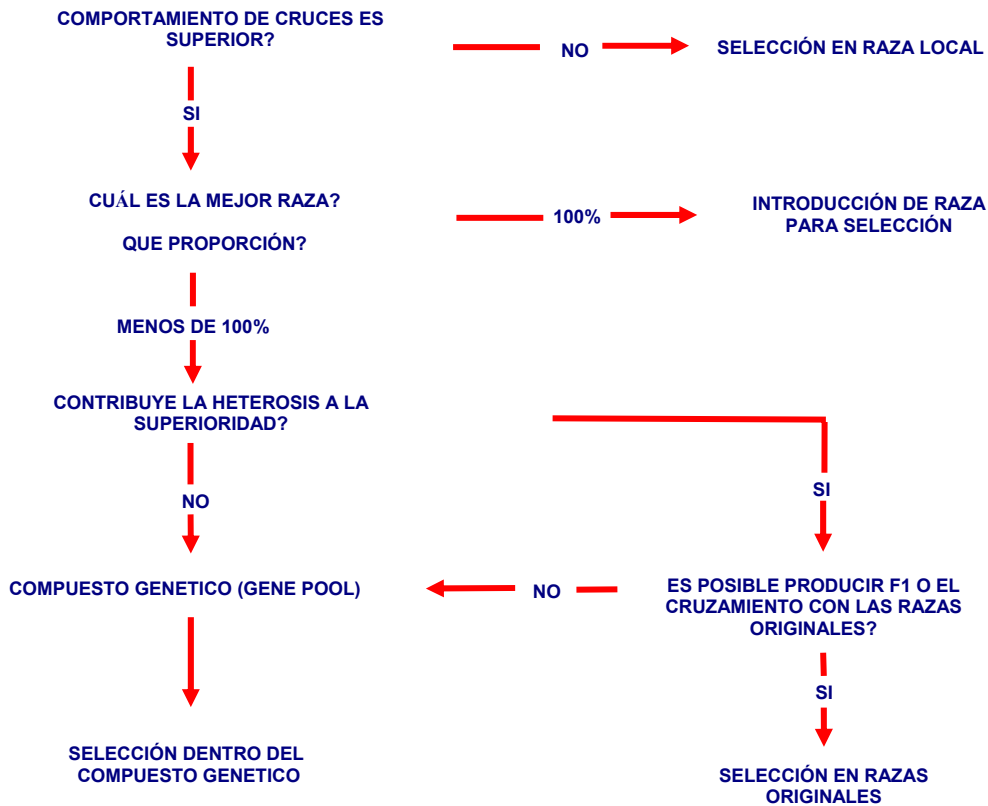 COMPORTAMIENTO DE CRUCES ES
SUPERIOR?
NO
SELECCIÓN EN RAZA LOCAL
SI
CUÁL ES LA MEJOR RAZA?
QUE PROPORCIÓN?
100%
INTRODUCCIÓN DE RAZA
PARA SELECCIÓN
MENOS DE 100%
CONTRIBUYE LA HETEROSIS A LA
SUPERIORIDAD?
NO
SI
COMPUESTO GENETICO (GENE POOL)
NO
ES POSIBLE PRODUCIR F1 O EL
CRUZAMIENTO CON LAS RAZAS
ORIGINALES?
SI
SELECCIÓN DENTRO DEL
COMPUESTO GENETICO
SELECCIÓN EN RAZAS
ORIGINALES